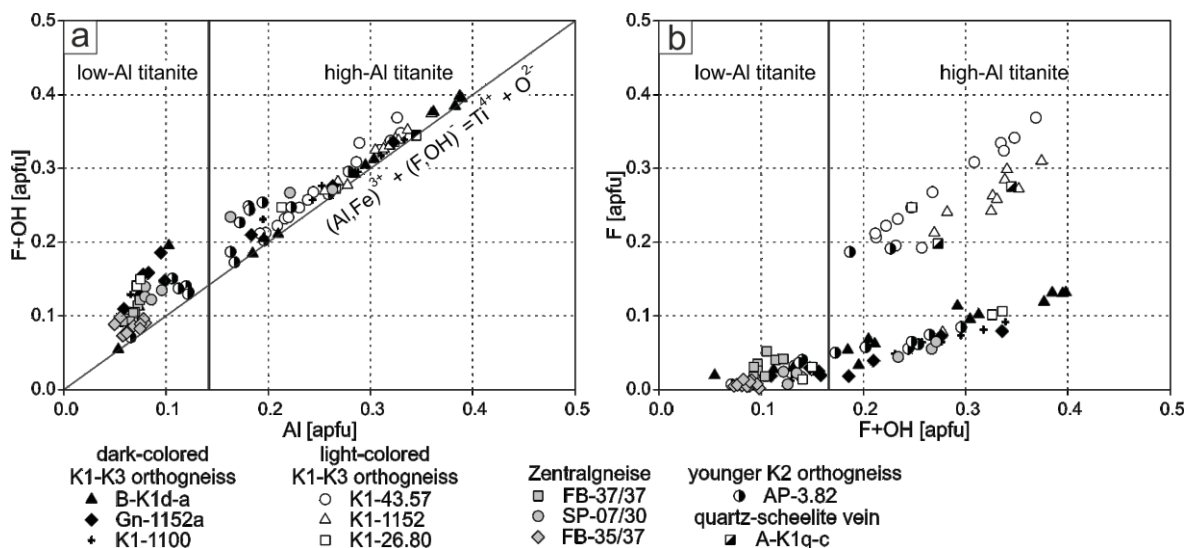 a
low-Al titanite
high-Al titanite
(Al,Fe)3+ + (F,OH)- = Ti4+ + O2-
F+OH [apfu]
0.5
0.4
0.3
0.2
0.1
0.0
0.0 0.1 0.2 0.3 0.4 0.5
Al [apfu]
b
low-Al titanite
high-Al titanite
F [apfu]
0.5
0.4
0.3
0.2
0.1
0.0
0.0 0.1 0.2 0.3 0.4 0.5
F+OH [apfu]
dark-colored
K1-K3 orthogneiss
B-K1d-a
Gn-1152a
K1-1100
light-colored
K1-K3 orthogneiss
K1-43.57
K1-1152
K1-26.80
Zentralgneise
FB-37/37
SP-07/30
FB-35/37
younger K2 orthogneiss
AP-3.82
quartz-scheelite vein
A-K1q-c